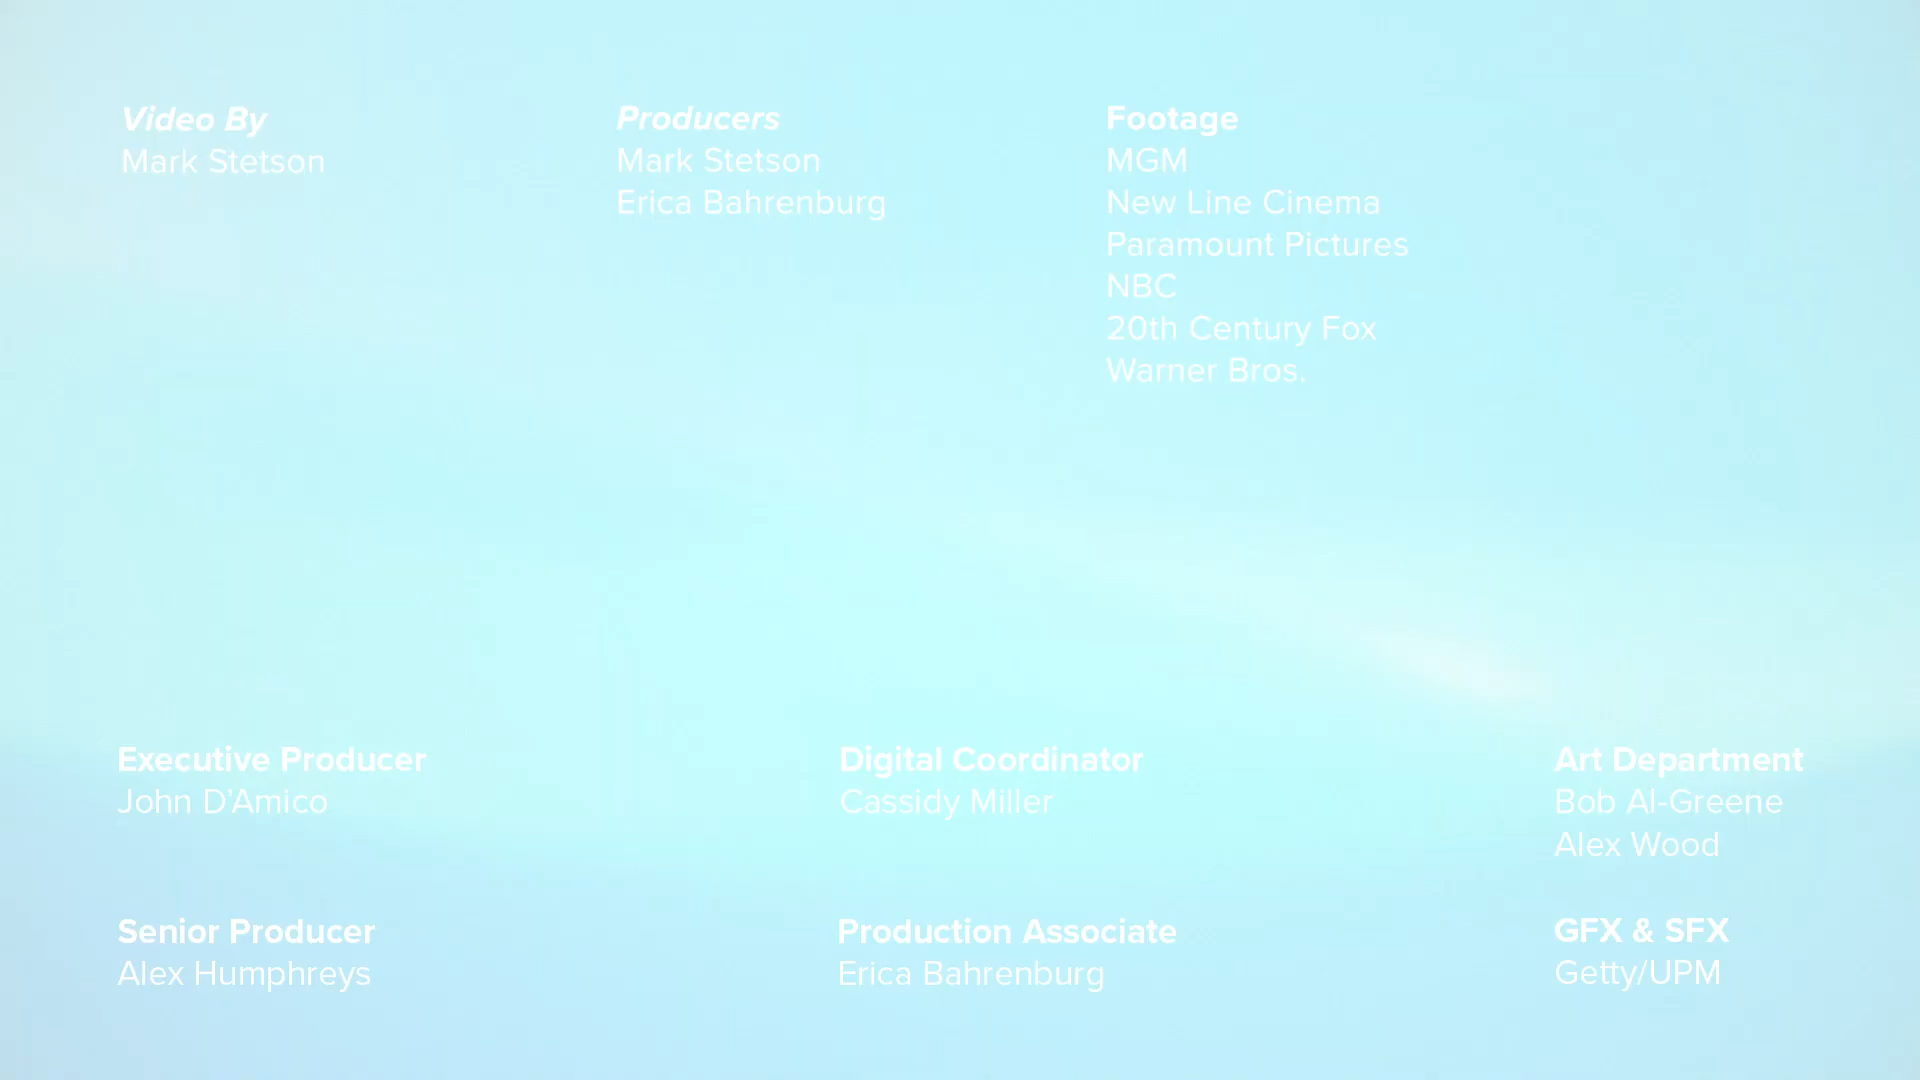 Video By
Mark Stetson
Producers
Mark Stetson
Erica Bahrenburg
Footage
MGM
New Line Cinema
Paramount Pictures
NBC
20th Century Fox
Warner Bros.
Executive Producer
John D'Amico
Digital Coordinator
Cassidy Miller
Art Department
Bob Al-Greene
Alex Wood
Senior Producer
Alex Humphreys
Production Associate
Erica Bahrenburg
GFX & SFX
Getty/UPM